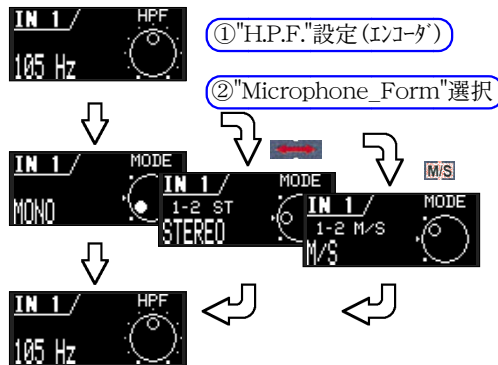 IN 1/ HPF
105 Hz
①"H.P.F."設定(エンコーダ)
②"Microphone_Form"選択
IN 1/ MODE
MONO
IN 1/ MODE
1-2 ST
STEREO
M/S
IN 1/ MODE
1-2 M/S
M/S
IN 1/ HPF
105 Hz